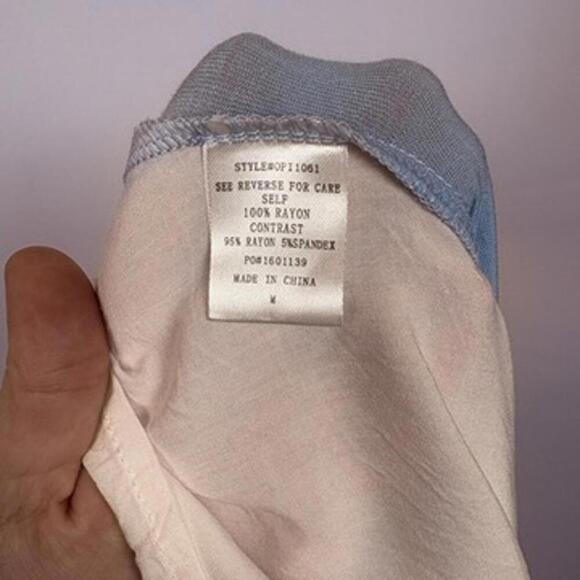 STYLE#OPI1061
SEE REVERSE FOR CARE
SELF
100% RAYON
CONTRAST
95% RAYON 5%SPANDEX
PO#1601139
MADE IN CHINA
M